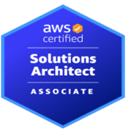 aws
certified
Solutions
Architect
ASSOCIATE